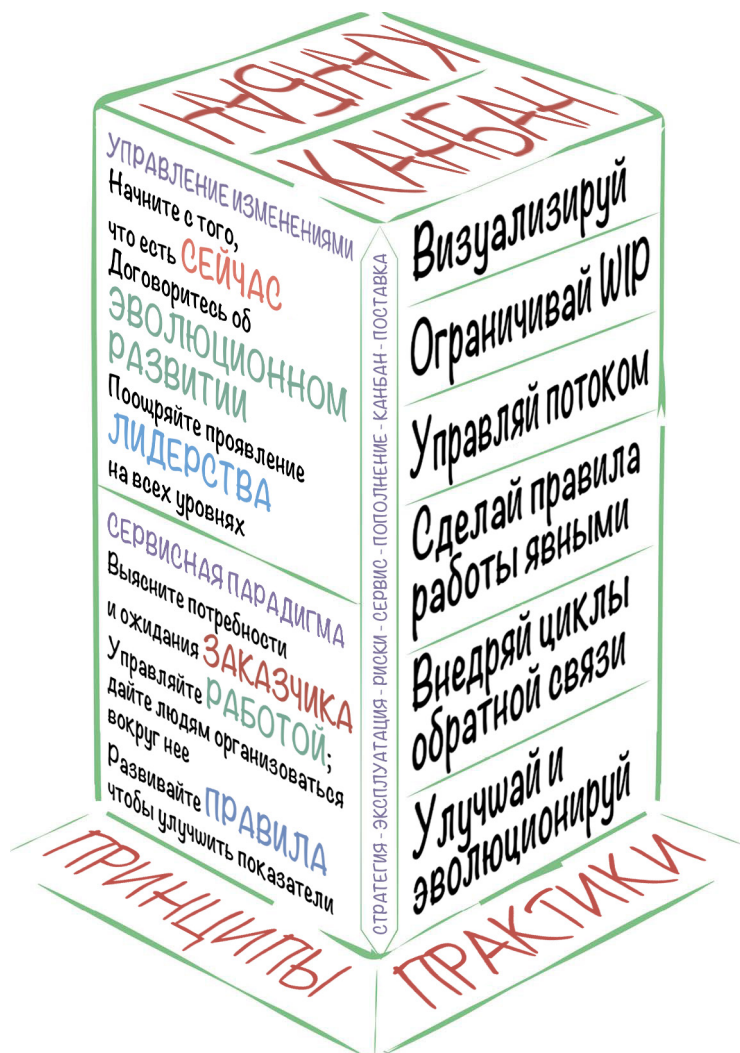 КАНБАН
КАНБАН
УПРАВЛЕНИЕ ИЗМЕНЕНИЯМИ
Начните с того,
что есть СЕЙЧАС
Договоритесь об
ЭВОЛЮЦИОННОМ
РАЗВИТИИ
Поощряйте проявление
ЛИДЕРСТВА
на всех уровнях
СЕРВИСНАЯ ПАРАДИГМА
Выясните потребности
и ожидания ЗАКАЗЧИКА
Управляйте РАБОТОЙ;
дайте людям организоваться
вокруг нее
Развивайте ПРАВИЛА
чтобы улучшить показатели
СТРАТЕГИЯ - ЭКСПЛУАТАЦИЯ - РИСКИ - СЕРВИС - ПОПОЛНЕНИЕ - КАНБАН - ПОСТАВКА
Визуализируй
Ограничивай WIP
Управляй потоком
Сделай правила
работы явными
Внедряй циклы
обратной связи
Улучшай и
эволюционируй
ПРИНЦИПЫ
ПРАКТИКИ